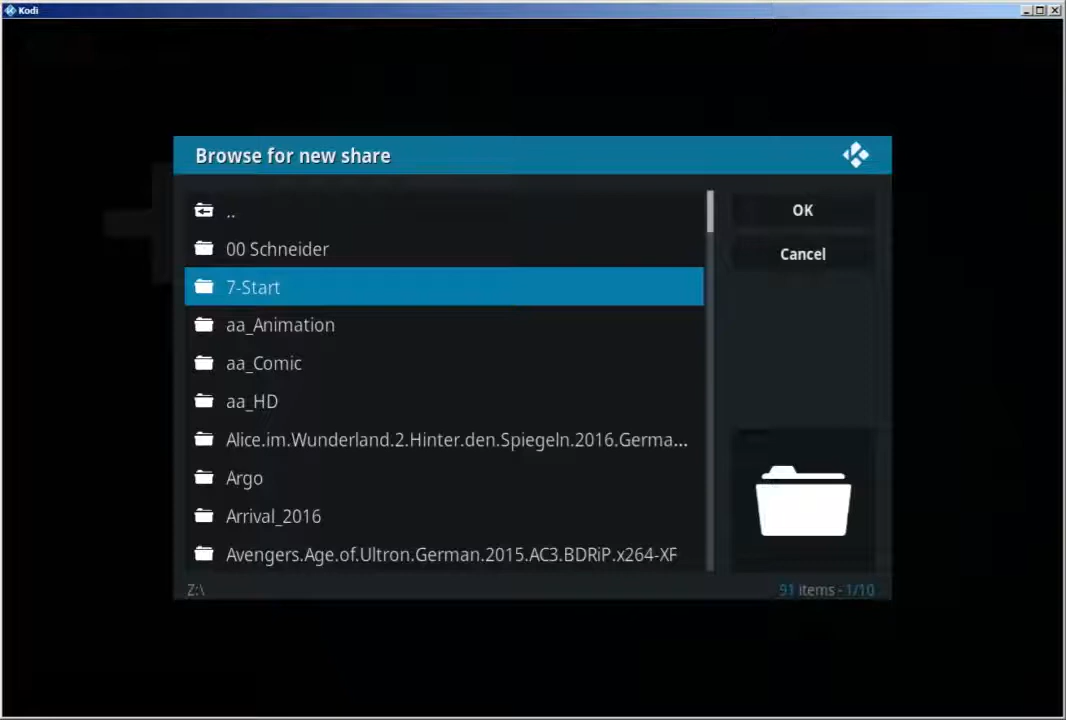 Kodi
Browse for new share
..
OK
00 Schneider
Cancel
7-Start
aa_Animation
aa_Comic
aa_HD
Alice.im.Wunderland.2.Hinter.den.Spiegeln.2016.Germa...
Argo
Arrival_2016
Avengers.Age.of.Ultron.German.2015.AC3.BDRiP.x264-XF
Z:\
91 items - 1/10